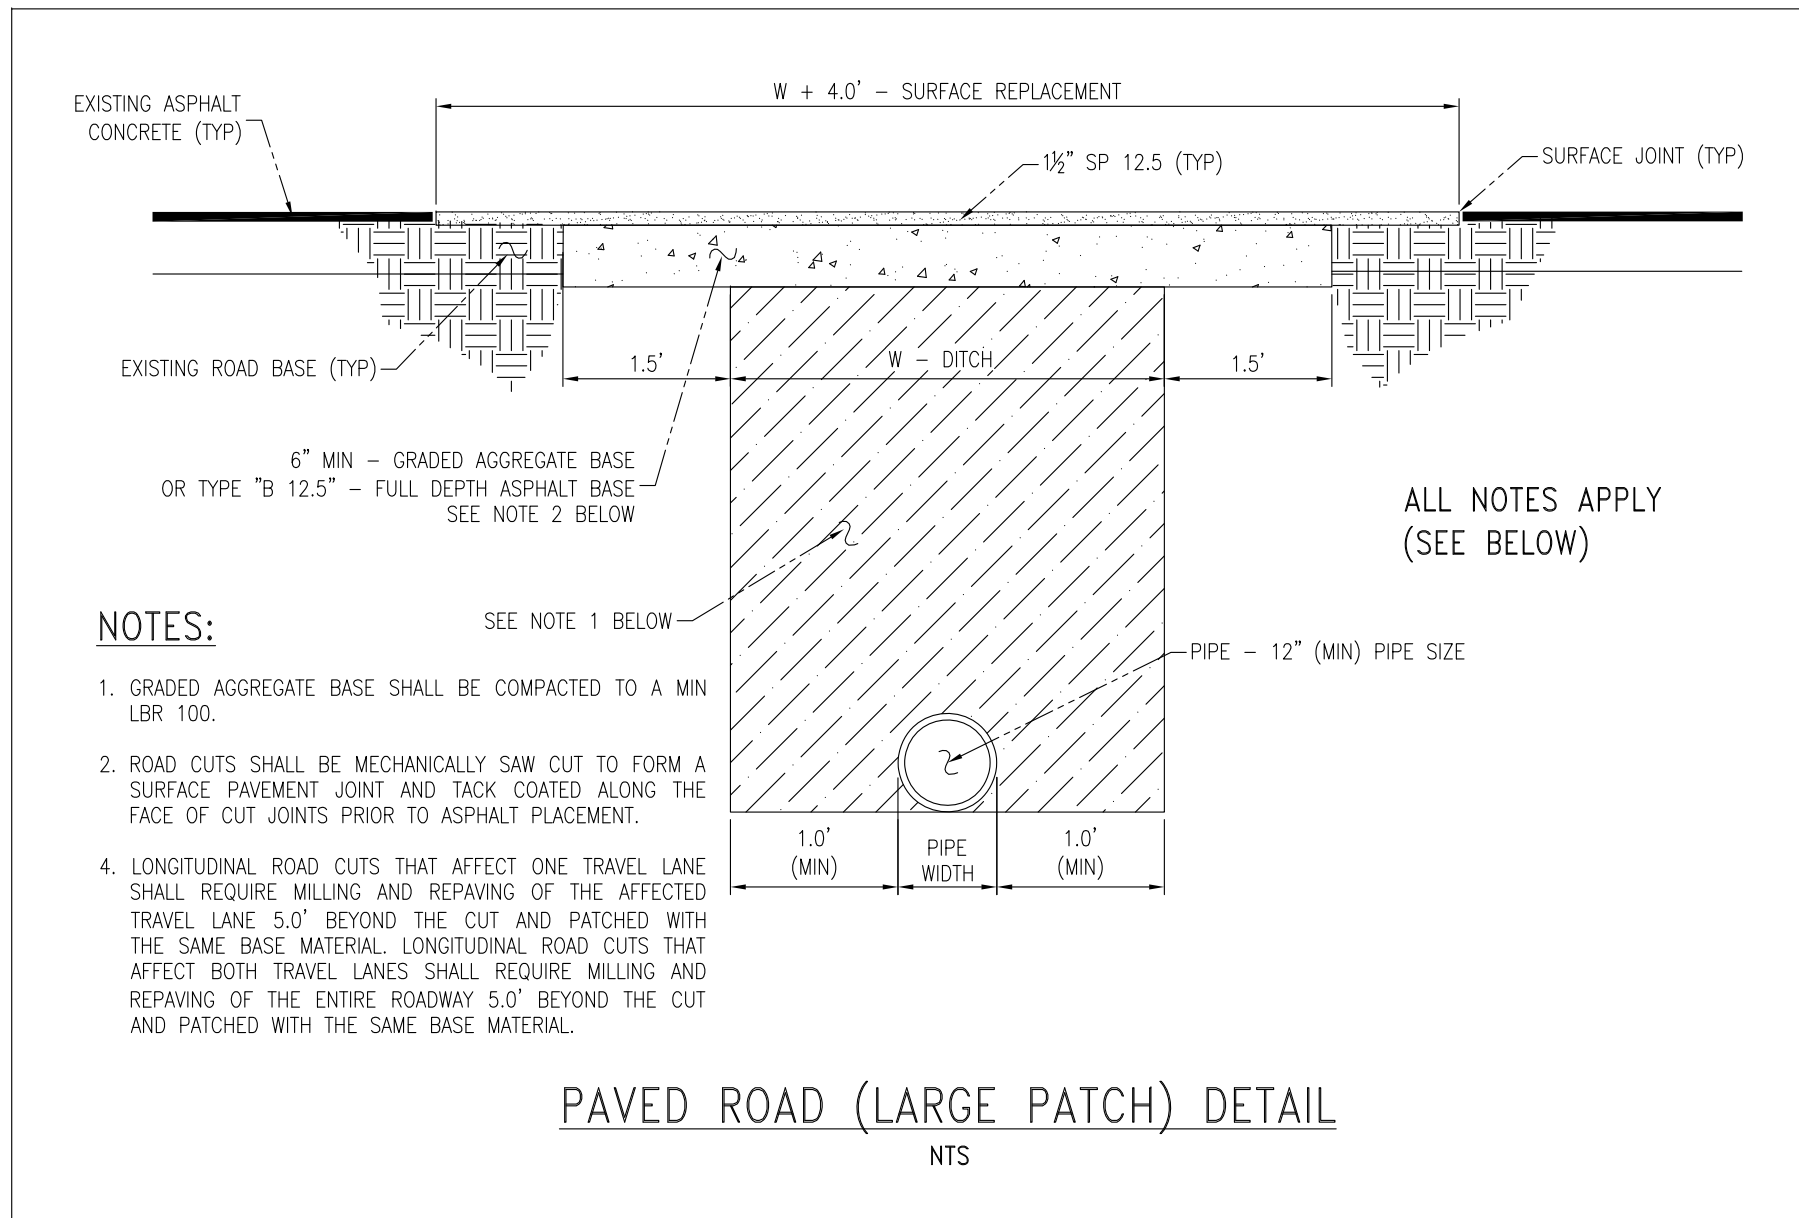 W + 4.0' – SURFACE REPLACEMENT
EXISTING ASPHALT
CONCRETE (TYP)
1½" SP 12.5 (TYP)
SURFACE JOINT (TYP)
EXISTING ROAD BASE (TYP)
1.5'
W – DITCH
1.5'
6" MIN – GRADED AGGREGATE BASE
OR TYPE "B 12.5" – FULL DEPTH ASPHALT BASE
SEE NOTE 2 BELOW
ALL NOTES APPLY
(SEE BELOW)
SEE NOTE 1 BELOW
PIPE – 12" (MIN) PIPE SIZE
1.0'
(MIN)
PIPE
WIDTH
1.0'
(MIN)
NOTES:
1. GRADED AGGREGATE BASE SHALL BE COMPACTED TO A MIN
LBR 100.
2. ROAD CUTS SHALL BE MECHANICALLY SAW CUT TO FORM A
SURFACE PAVEMENT JOINT AND TACK COATED ALONG THE
FACE OF CUT JOINTS PRIOR TO ASPHALT PLACEMENT.
4. LONGITUDINAL ROAD CUTS THAT AFFECT ONE TRAVEL LANE
SHALL REQUIRE MILLING AND REPAVING OF THE AFFECTED
TRAVEL LANE 5.0' BEYOND THE CUT AND PATCHED WITH
THE SAME BASE MATERIAL. LONGITUDINAL ROAD CUTS THAT
AFFECT BOTH TRAVEL LANES SHALL REQUIRE MILLING AND
REPAVING OF THE ENTIRE ROADWAY 5.0' BEYOND THE CUT
AND PATCHED WITH THE SAME BASE MATERIAL.
PAVED ROAD (LARGE PATCH) DETAIL
NTS